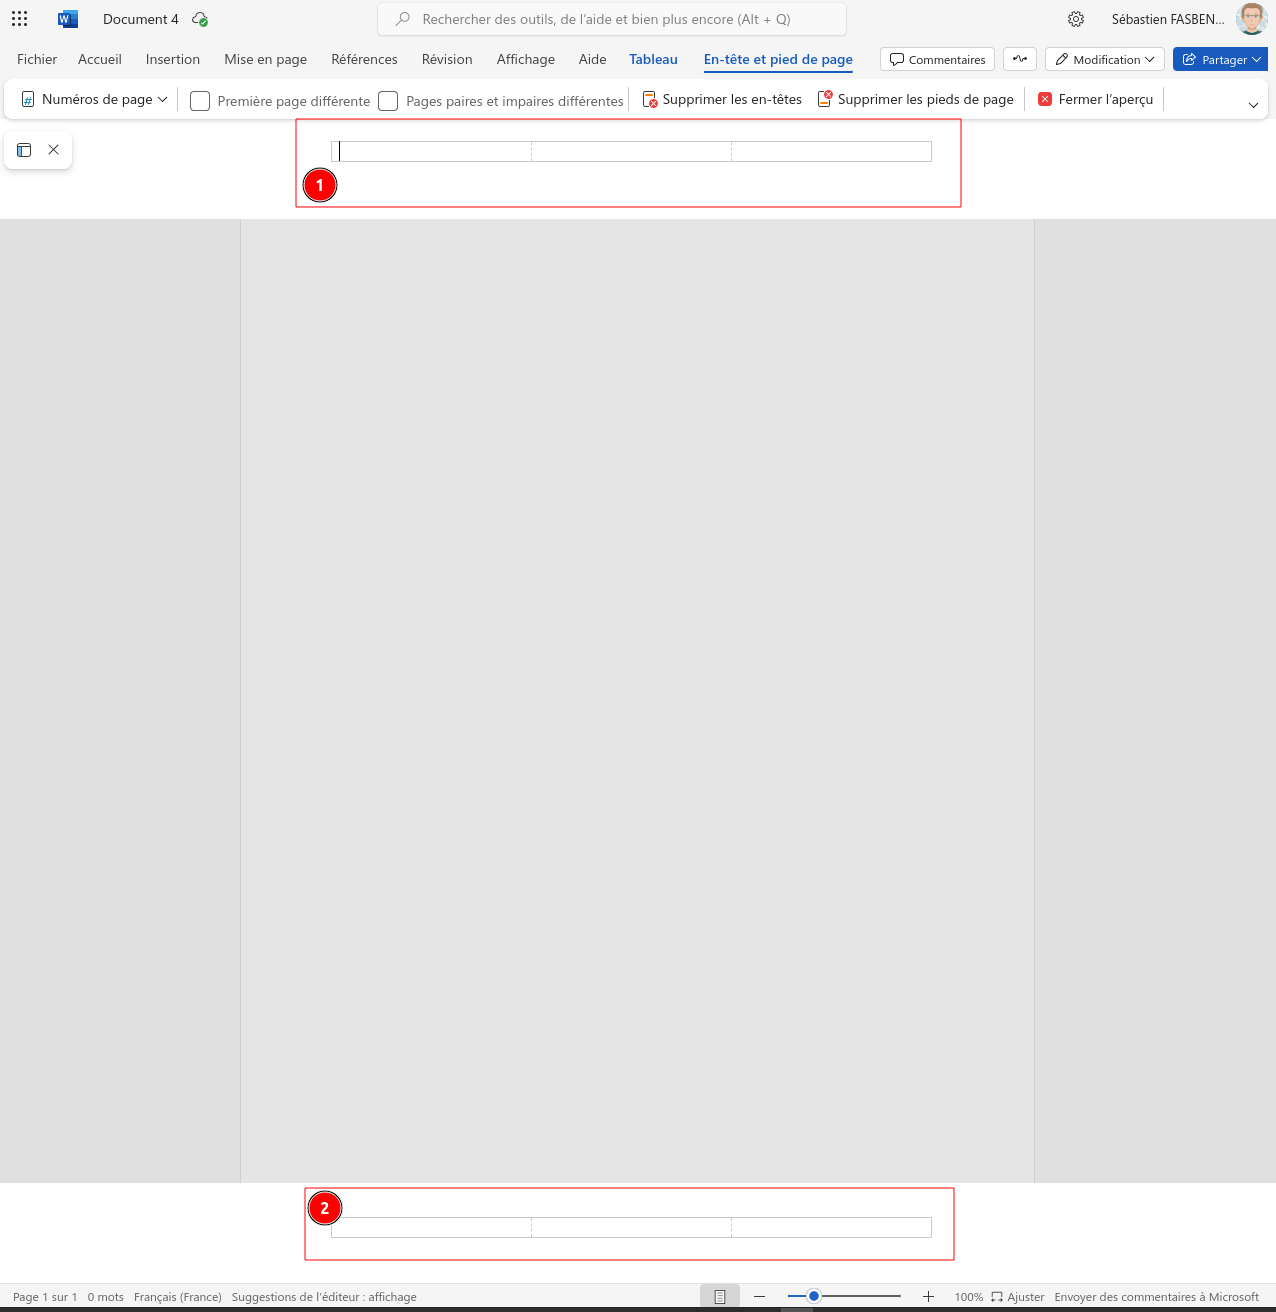 Document 4
Rechercher des outils, de l'aide et bien plus encore (Alt + Q)
Sébastien FASBEN...
Fichier Accueil Insertion Mise en page Références Révision Affichage Aide Tableau En-tête et pied de page Commentaires Modification Partager
Numéros de page Première page différente Pages paires et impaires différentes Supprimer les en-têtes Supprimer les pieds de page Fermer l'aperçu
1
2
Page 1 sur 1 0 mots Français (France) Suggestions de l'éditeur : affichage 100% Ajuster Envoyer des commentaires à Microsoft